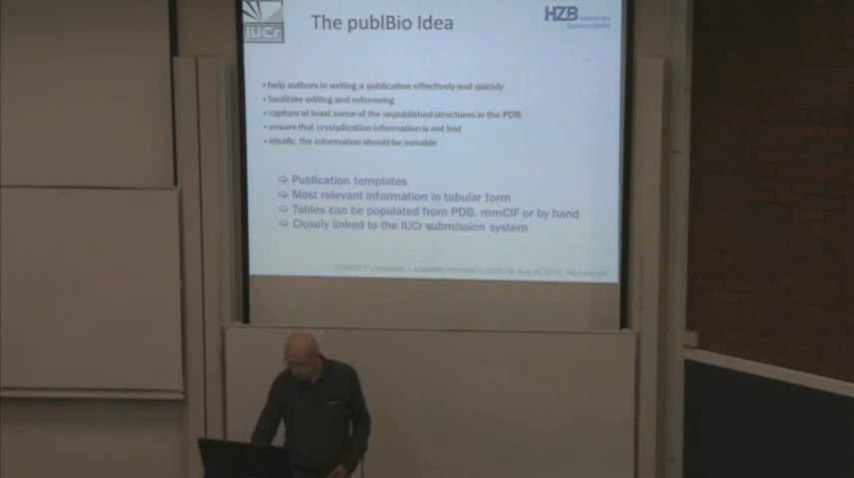 IUCr
The publBio Idea
HZB
• help authors in writing a publication effectively and quickly
• facilitate editing and refereeing
• capture at least some of the unpublished structures in the PDB
• ensure that crystallization information is not lost
• ideally, the information should be minable
⇨ Publication templates
⇨ Most relevant information in tabular form
⇨ Tables can be populated from PDB, mmCIF or by hand
⇨ Closely linked to the IUCr submission system